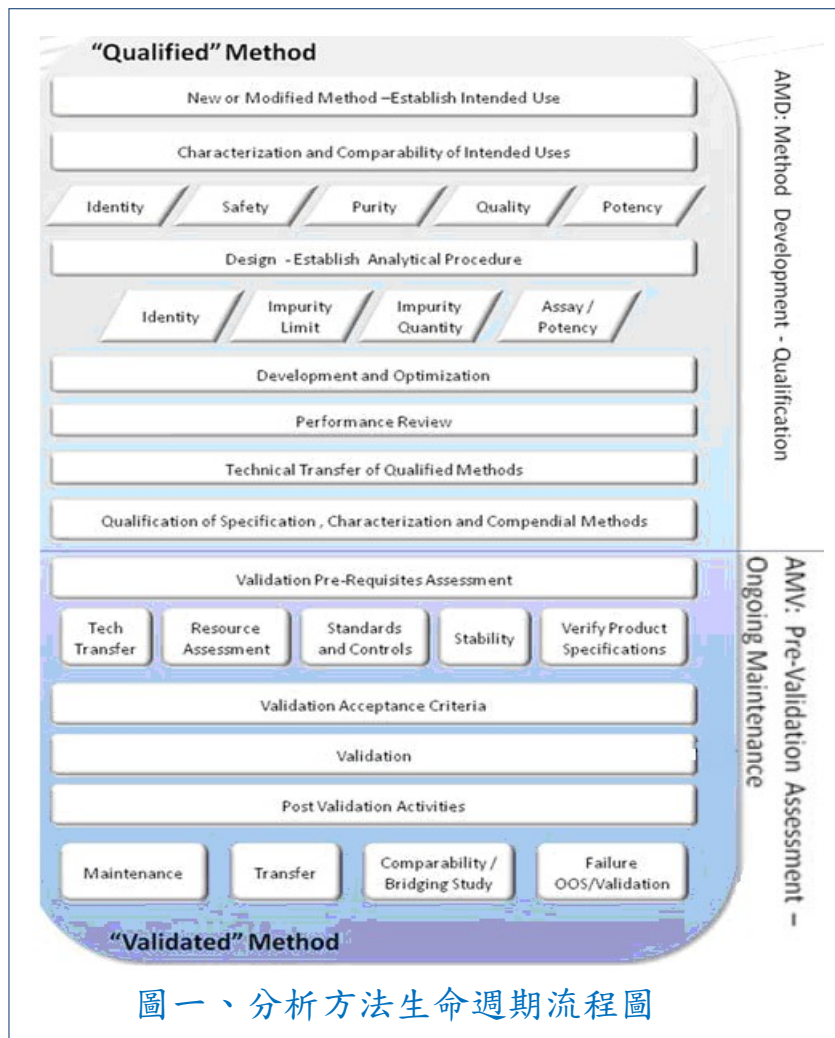 “Qualified” Method
New or Modified Method –Establish Intended Use
Characterization and Comparability of Intended Uses
Identity Safety Purity Quality Potency
Design - Establish Analytical Procedure
Identity
Impurity
Limit
Impurity
Quantity
Assay /
Potency
Development and Optimization
Performance Review
Technical Transfer of Qualified Methods
Qualification of Specification , Characterization and Compendial Methods
AMD: Method Development - Qualification
Validation Pre-Requisites Assessment
Tech
Transfer
Resource
Assessment
Standards
and Controls
Stability
Verify Product
Specifications
Validation Acceptance Criteria
Validation
Post Validation Activities
Maintenance
Transfer
Comparability /
Bridging Study
Failure
OOS/Validation
“Validated” Method
AMV: Pre-Validation Assessment –
Ongoing Maintenance
圖一、分析方法生命週期流程圖